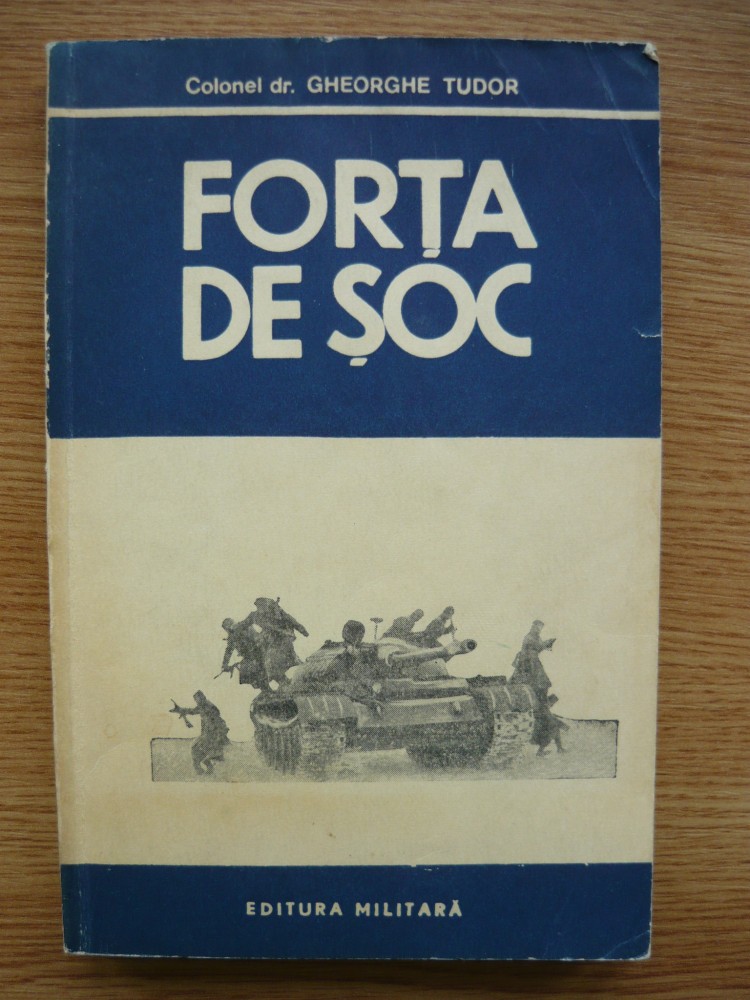 Colonel dr. GHEORGHE TUDOR
FORȚA
DE ȘOC
EDITURA MILITARĂ